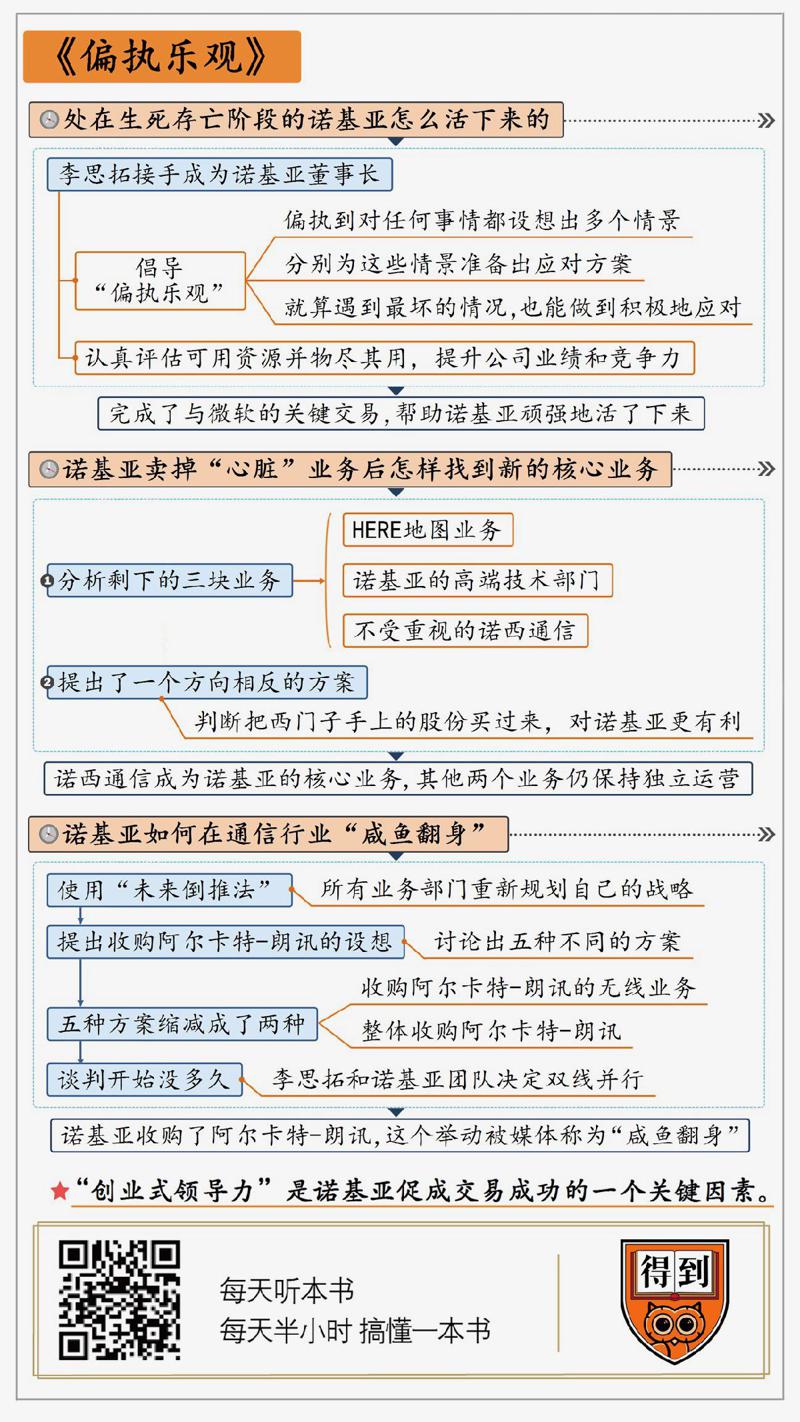 《偏执乐观》
处在生死存亡阶段的诺基亚怎么活下来的
李思拓接手成为诺基亚董事长
倡导
“偏执乐观”
偏执到对任何事情都设想出多个情景
分别为这些情景准备出应对方案
就算遇到最坏的情况,也能做到积极地应对
认真评估可用资源并物尽其用，提升公司业绩和竞争力
完成了与微软的关键交易,帮助诺基亚顽强地活了下来
诺基亚卖掉“心脏”业务后怎样找到新的核心业务
1 分析剩下的三块业务
HERE地图业务
诺基亚的高端技术部门
不受重视的诺西通信
2 提出了一个方向相反的方案
判断把西门子手上的股份买过来，对诺基亚更有利
诺西通信成为诺基亚的核心业务,其他两个业务仍保持独立运营
诺基亚如何在通信行业“咸鱼翻身”
使用“未来倒推法”
所有业务部门重新规划自己的战略
提出收购阿尔卡特-朗讯的设想
讨论出五种不同的方案
五种方案缩减成了两种
收购阿尔卡特-朗讯的无线业务
整体收购阿尔卡特-朗讯
谈判开始没多久
李思拓和诺基亚团队决定双线并行
诺基亚收购了阿尔卡特-朗讯,这个举动被媒体称为“咸鱼翻身”
“创业式领导力”是诺基亚促成交易成功的一个关键因素。
每天听本书
每天半小时 搞懂一本书
得到